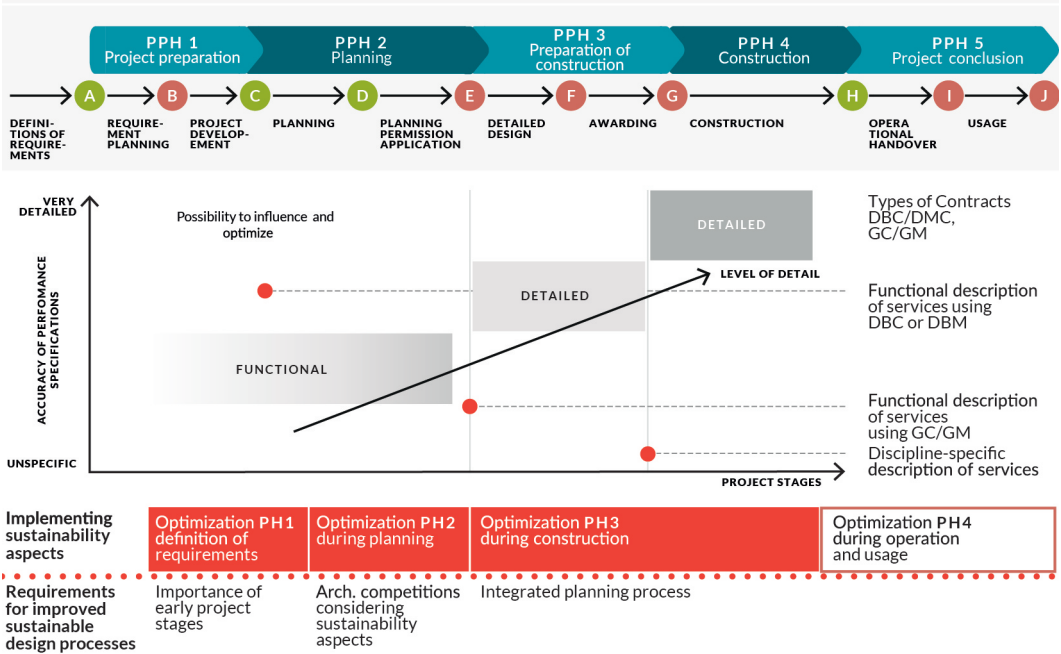 PPH 1
Project preparation
PPH 2
Planning
PPH 3
Preparation of
construction
PPH 4
Construction
PPH 5
Project conclusion
A
B
C
D
E
F
G
H
I
J
DEFINI-
TIONS OF
REQUIRE-
MENTS
REQUIRE-
MENT
PLANNING
PROJECT
DEVELOP-
EMENT
PLANNING
PLANNING
PERMISSION
APPLICATION
DETAILED
DESIGN
AWARDING
CONSTRUCTION
OPERA
TIONAL
HANDOVER
USAGE
VERY
DETAILED
ACCURACY OF PERFOMANCE
SPECIFICATIONS
UNSPECIFIC
Possibility to influence and
optimize
FUNCTIONAL
DETAILED
DETAILED
LEVEL OF DETAIL
PROJECT STAGES
Types of Contracts
DBC/DMC,
GC/GM
Functional description
of services using
DBC or DBM
Functional description
of services
using GC/GM
Discipline-specific
description of services
Implementing
sustainability
aspects
Optimization PH1
definition of
requirements
Optimization PH2
during planning
Optimization PH3
during construction
Optimization PH4
during operation
and usage
Requirements
for improved
sustainable
design processes
Importance of
early project
stages
Arch. competitions
considering
sustainability
aspects
Integrated planning process